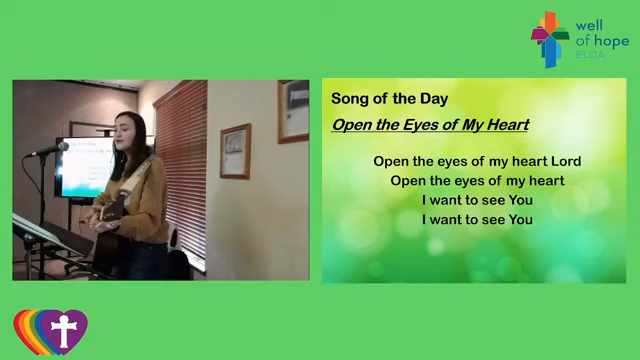 well
of hope
ELCA
Song of the Day
Open the Eyes of My Heart
Open the eyes of my heart Lord
Open the eyes of my heart
I want to see You
I want to see You